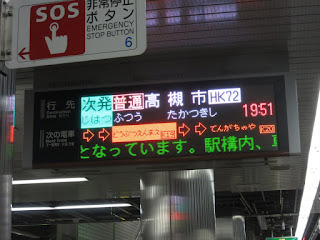 非常停止
ボタン
SOS
EMERGENCY
STOP BUTTON
6
行先
次発 普通 高槻市 HK72 19:51
しはつ ふつう たかつきし
次の電車
どうぶつえんまえ てんがちゃや
となっています。駅構内、